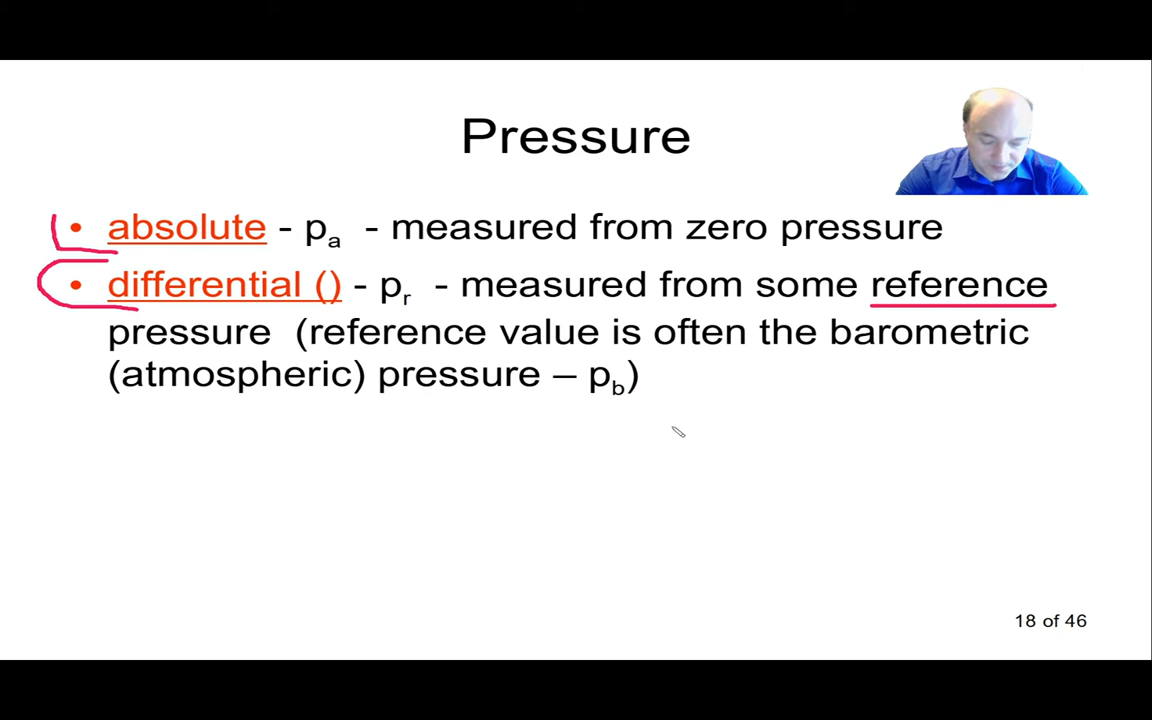 Pressure
• absolute - pₐ - measured from zero pressure
• differential () - pᵣ - measured from some reference
pressure (reference value is often the barometric
(atmospheric) pressure – p_b)
18 of 46